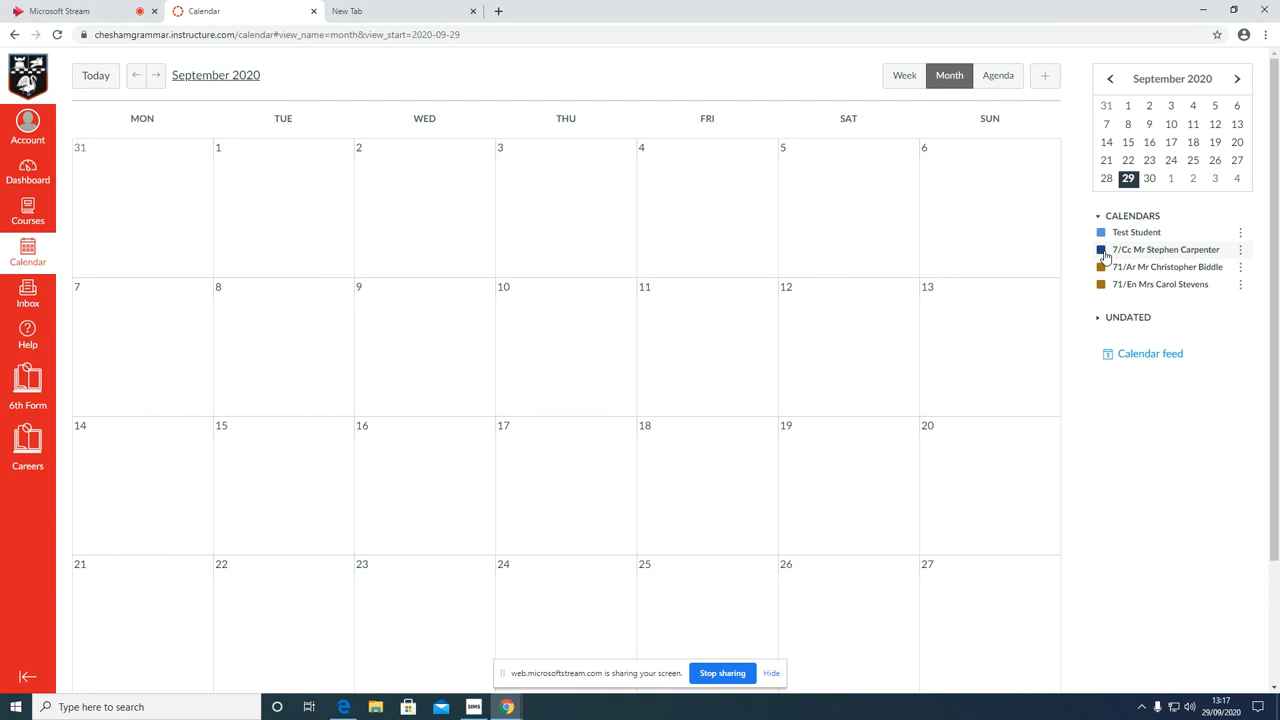 Microsoft Stream
Calendar
New Tab
cheshamgrammar.instructure.com/calendar#view_name=month&view_start=2020-09-29
Account
Dashboard
Courses
Calendar
Inbox
Help
6th Form
Careers
Today
September 2020
Week
Month
Agenda
MON TUE WED THU FRI SAT SUN
31 1 2 3 4 5 6
7 8 9 10 11 12 13
14 15 16 17 18 19 20
21 22 23 24 25 26 27
September 2020
31 1 2 3 4 5 6
7 8 9 10 11 12 13
14 15 16 17 18 19 20
21 22 23 24 25 26 27
28 29 30 1 2 3 4
CALENDARS
Test Student
7/Cc Mr Stephen Carpenter
71/Ar Mr Christopher Biddle
71/En Mrs Carol Stevens
UNDATED
Calendar feed
web.microsoftstream.com is sharing your screen.
Stop sharing
Hide
Type here to search
SIMS
13:17
29/09/2020